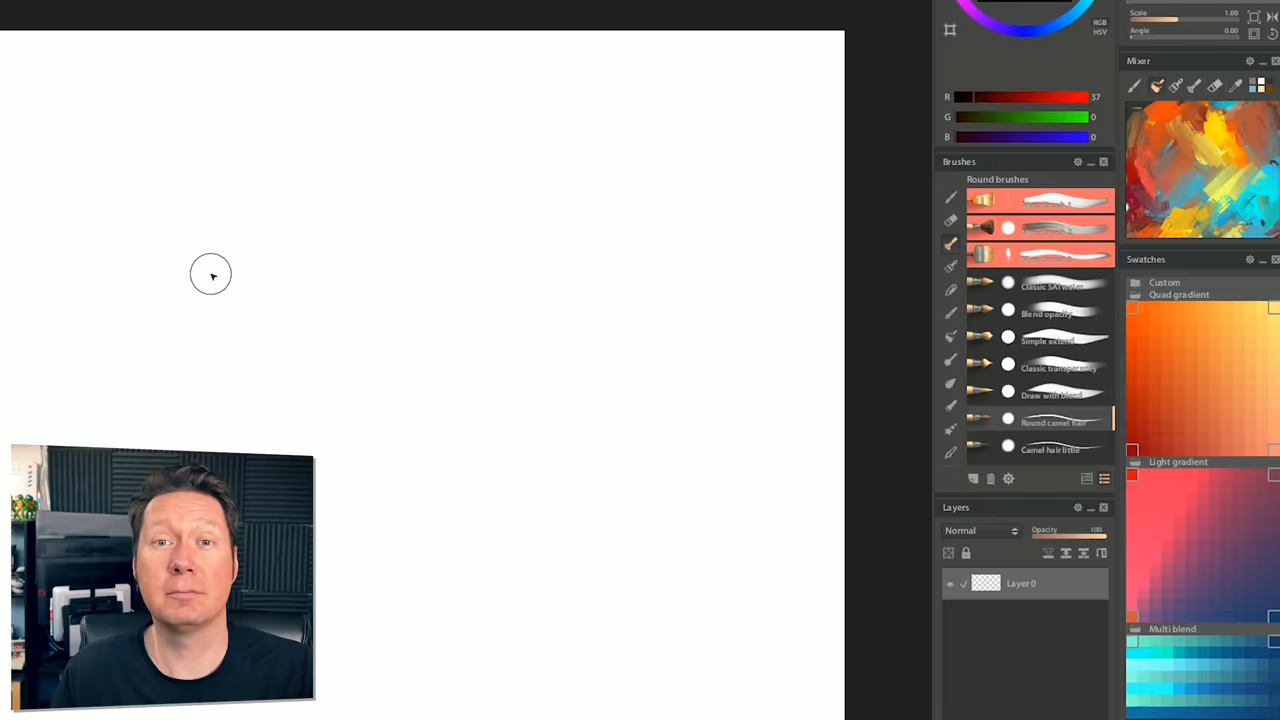 Scale 1.00
Angle 0.00
RGB
HSV
Mixer
R 37
G 0
B 0
Brushes
Round brushes
Classic SAI water
Blend opacity
Simple extend
Classic transparency
Draw with blend
Round camel hair
Camel hair little
Swatches
Custom
Quad gradient
Light gradient
Multi blend
Layers
Normal
Opacity 100
Layer 0